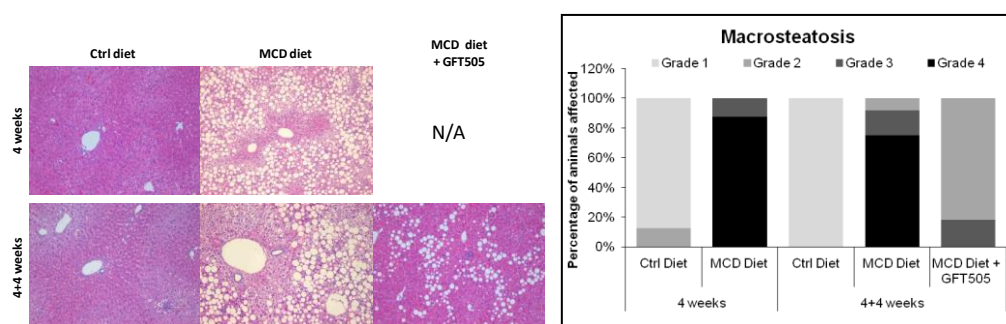 Ctrl diet
MCD diet
MCD diet
+ GFT505
4 weeks
N/A
4+4 weeks
Macrosteatosis
Grade 1
Grade 2
Grade 3
Grade 4
Percentage of animals affected
120%
100%
80%
60%
40%
20%
0%
Ctrl Diet
MCD Diet
Ctrl Diet
MCD Diet
MCD Diet +
GFT505
4 weeks
4+4 weeks